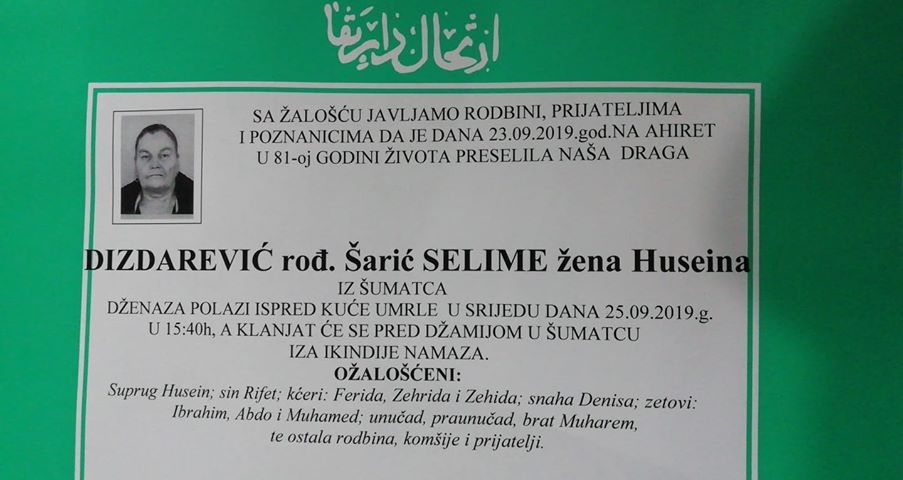 ارتحال دار بقا
SA ŽALOŠĆU JAVLJAMO RODBINI, PRIJATELJIMA
I POZNANICIMA DA JE DANA 23.09.2019.god.NA AHIRET
U 81-oj GODINI ŽIVOTA PRESELILA NAŠA DRAGA
DIZDAREVIĆ rođ. Šarić SELIME žena Huseina
IZ ŠUMATCA
DŽENAZA POLAZI ISPRED KUĆE UMRLE U SRIJEDU DANA 25.09.2019.g.
U 15:40h, A KLANJAT ĆE SE PRED DŽAMIJOM U ŠUMATCU
IZA IKINDIJE NAMAZA.
OŽALOŠĆENI:
Suprug Husein; sin Rifet; kćeri: Ferida, Zehrida i Zehida; snaha Denisa; zetovi:
Ibrahim, Abdo i Muhamed; unučad, praunučad, brat Muharem,
te ostala rodbina, komšije i prijatelji.